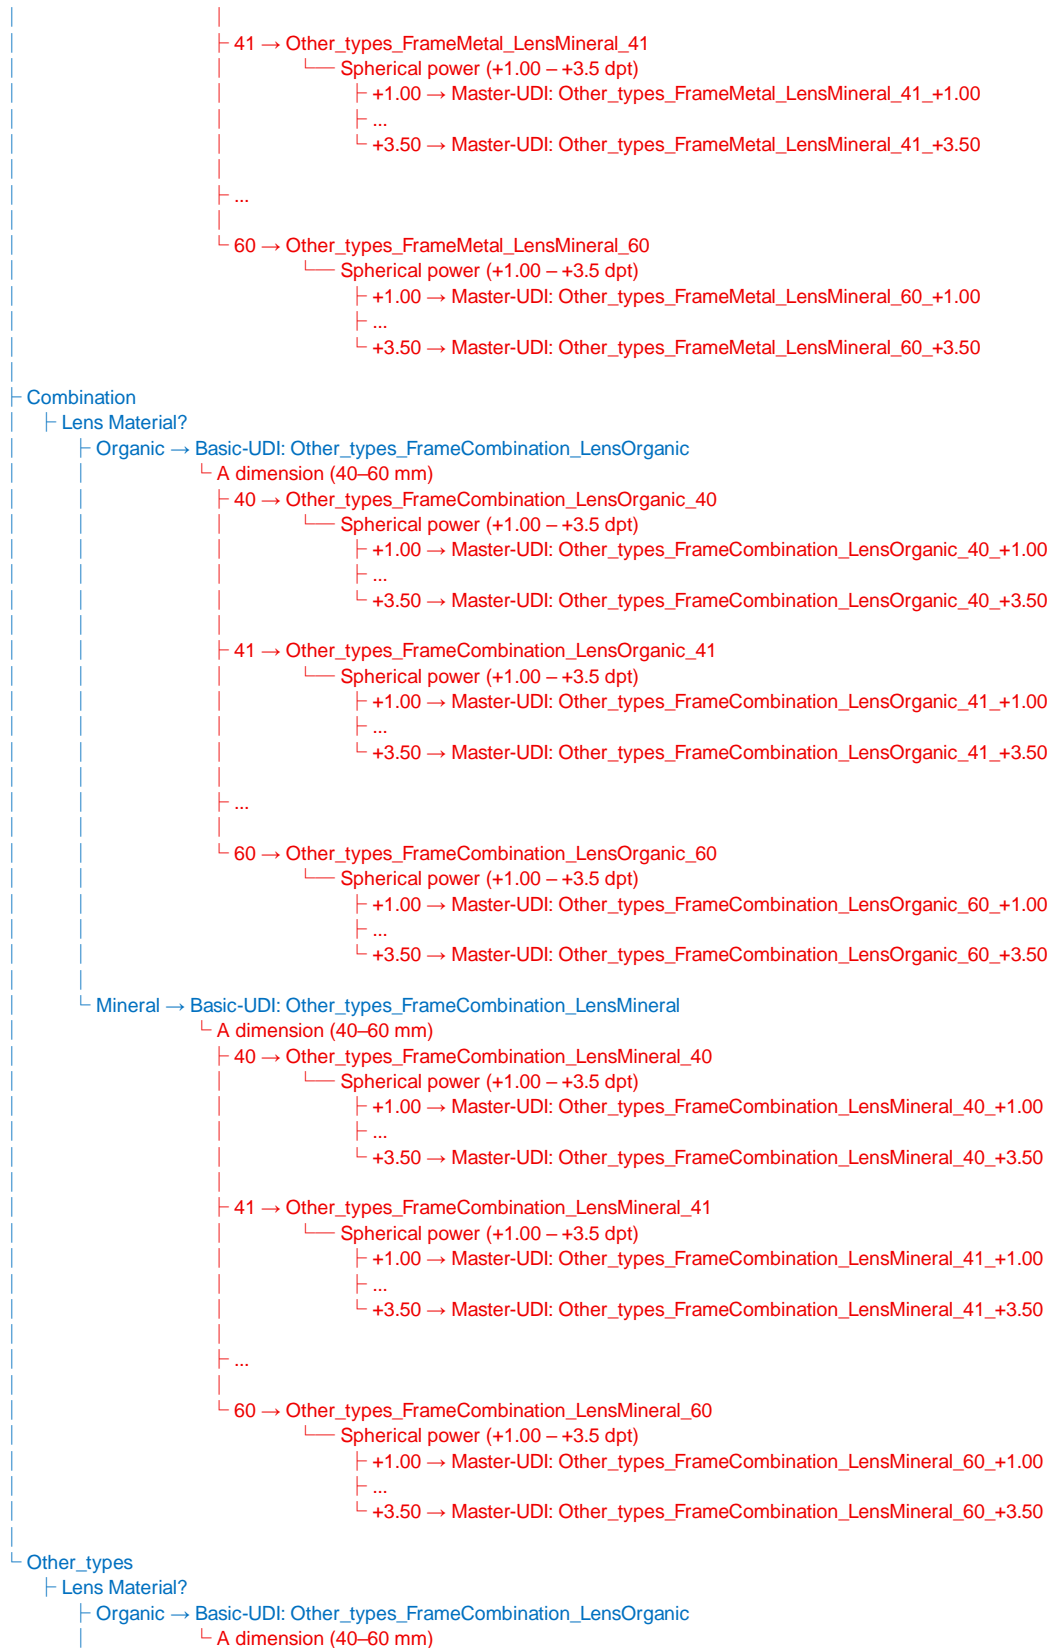 41 → Other_types_FrameMetal_LensMineral_41
Spherical power (+1.00 – +3.5 dpt)
+1.00 → Master-UDI: Other_types_FrameMetal_LensMineral_41_+1.00
...
+3.50 → Master-UDI: Other_types_FrameMetal_LensMineral_41_+3.50
...
60 → Other_types_FrameMetal_LensMineral_60
Spherical power (+1.00 – +3.5 dpt)
+1.00 → Master-UDI: Other_types_FrameMetal_LensMineral_60_+1.00
...
+3.50 → Master-UDI: Other_types_FrameMetal_LensMineral_60_+3.50
Combination
Lens Material?
Organic → Basic-UDI: Other_types_FrameCombination_LensOrganic
A dimension (40–60 mm)
40 → Other_types_FrameCombination_LensOrganic_40
Spherical power (+1.00 – +3.5 dpt)
+1.00 → Master-UDI: Other_types_FrameCombination_LensOrganic_40_+1.00
...
+3.50 → Master-UDI: Other_types_FrameCombination_LensOrganic_40_+3.50
41 → Other_types_FrameCombination_LensOrganic_41
Spherical power (+1.00 – +3.5 dpt)
+1.00 → Master-UDI: Other_types_FrameCombination_LensOrganic_41_+1.00
...
+3.50 → Master-UDI: Other_types_FrameCombination_LensOrganic_41_+3.50
...
60 → Other_types_FrameCombination_LensOrganic_60
Spherical power (+1.00 – +3.5 dpt)
+1.00 → Master-UDI: Other_types_FrameCombination_LensOrganic_60_+1.00
...
+3.50 → Master-UDI: Other_types_FrameCombination_LensOrganic_60_+3.50
Mineral → Basic-UDI: Other_types_FrameCombination_LensMineral
A dimension (40–60 mm)
40 → Other_types_FrameCombination_LensMineral_40
Spherical power (+1.00 – +3.5 dpt)
+1.00 → Master-UDI: Other_types_FrameCombination_LensMineral_40_+1.00
...
+3.50 → Master-UDI: Other_types_FrameCombination_LensMineral_40_+3.50
41 → Other_types_FrameCombination_LensMineral_41
Spherical power (+1.00 – +3.5 dpt)
+1.00 → Master-UDI: Other_types_FrameCombination_LensMineral_41_+1.00
...
+3.50 → Master-UDI: Other_types_FrameCombination_LensMineral_41_+3.50
...
60 → Other_types_FrameCombination_LensMineral_60
Spherical power (+1.00 – +3.5 dpt)
+1.00 → Master-UDI: Other_types_FrameCombination_LensMineral_60_+1.00
...
+3.50 → Master-UDI: Other_types_FrameCombination_LensMineral_60_+3.50
Other_types
Lens Material?
Organic → Basic-UDI: Other_types_FrameCombination_LensOrganic
A dimension (40–60 mm)